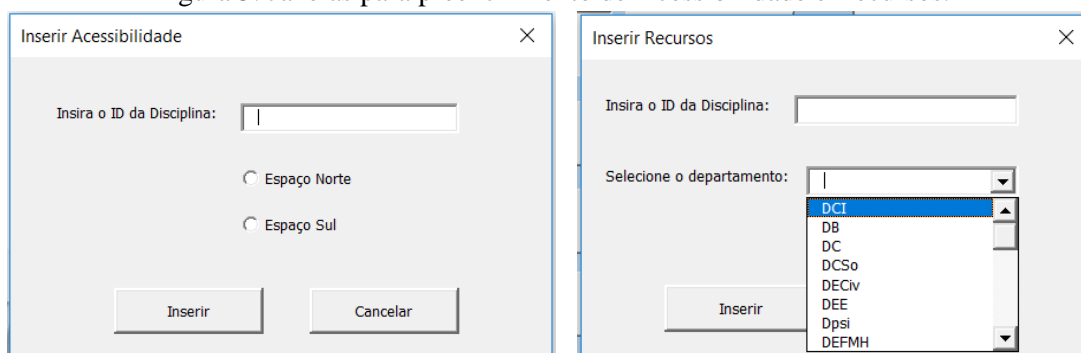 Inserir Acessibilidade
Insira o ID da Disciplina:
Espaço Norte
Espaço Sul
Inserir
Cancelar
Inserir Recursos
Insira o ID da Disciplina:
Selecione o departamento:
DCI
DB
DC
DCSo
DECiv
DEE
Dpsi
DEFMH
Inserir